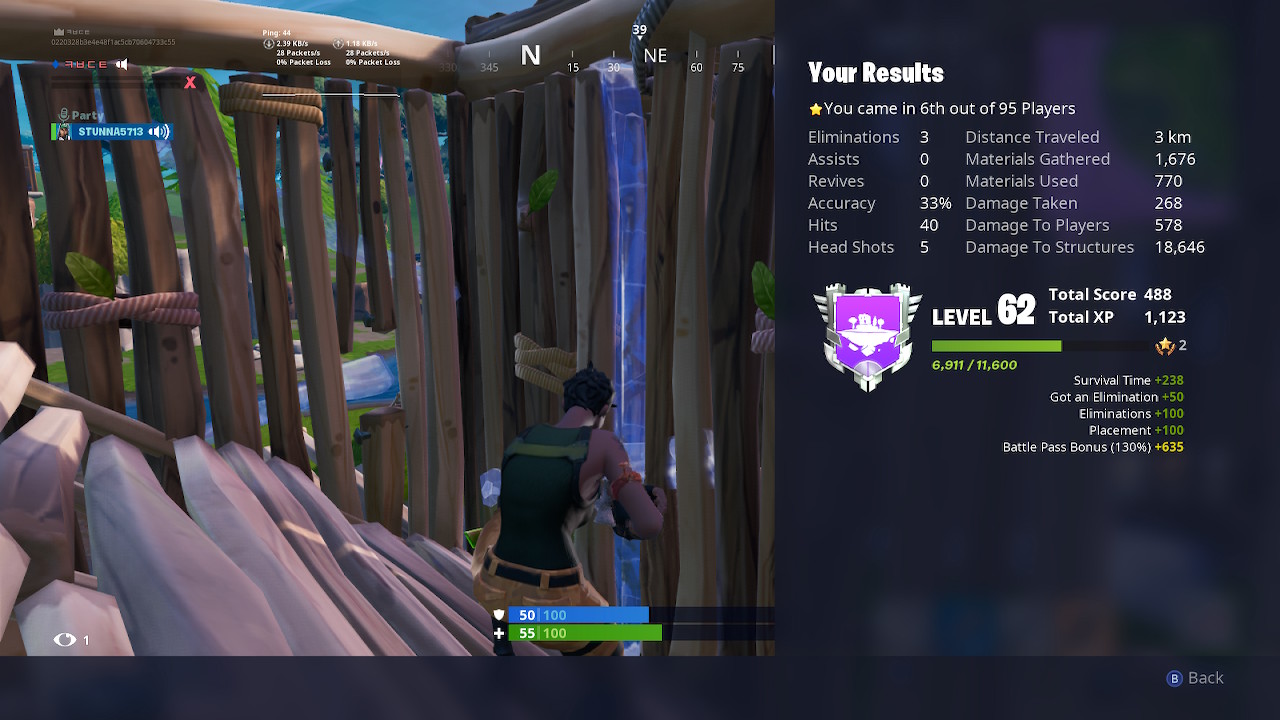 Ping: 44
2.39 KB/s 1.18 KB/s
28 Packets/s 28 Packets/s
0% Packet Loss 0% Packet Loss
39
330 345 N 15 30 NE 60 75
X
Party
STUNNA5713
Your Results
You came in 6th out of 95 Players
Eliminations 3 Distance Traveled 3 km
Assists 0 Materials Gathered 1,676
Revives 0 Materials Used 770
Accuracy 33% Damage Taken 268
Hits 40 Damage To Players 578
Head Shots 5 Damage To Structures 18,646
LEVEL 62
Total Score 488
Total XP 1,123
2
6,911 / 11,600
Survival Time +238
Got an Elimination +50
Eliminations +100
Placement +100
Battle Pass Bonus (130%) +635
50 100
55 100
1
B Back